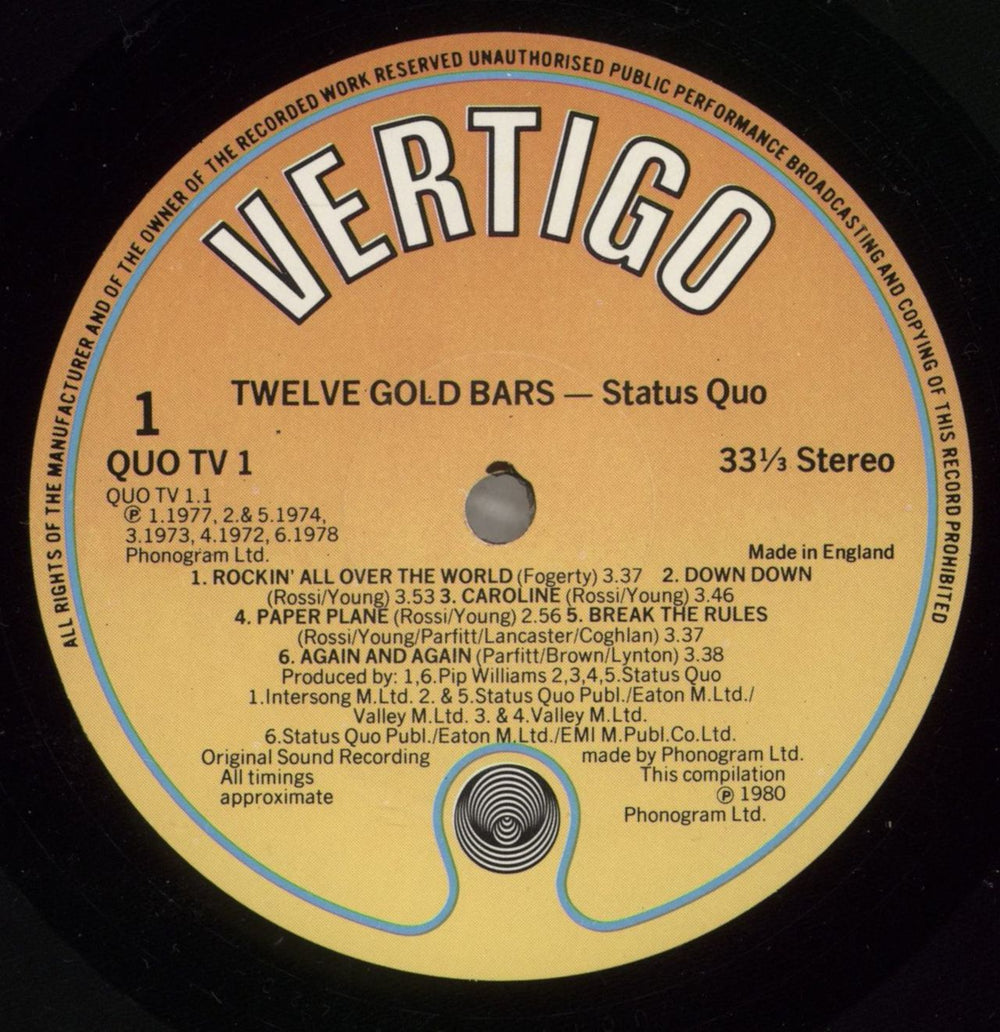 ALL RIGHTS OF THE MANUFACTURER AND OF THE OWNER OF THE RECORDED WORK RESERVED UNAUTHORISED PUBLIC PERFORMANCE BROADCASTING AND COPYING OF THIS RECORD PROHIBITED
VERTIGO
TWELVE GOLD BARS — Status Quo
1
QUO TV 1
33⅓ Stereo
QUO TV 1.1
℗ 1.1977, 2.& 5.1974,
3.1973, 4.1972, 6.1978
Phonogram Ltd.
Made in England
1. ROCKIN' ALL OVER THE WORLD (Fogerty) 3.37 2. DOWN DOWN
(Rossi/Young) 3.53 3. CAROLINE (Rossi/Young) 3.46
4. PAPER PLANE (Rossi/Young) 2.56 5. BREAK THE RULES
(Rossi/Young/Parfitt/Lancaster/Coghlan) 3.37
6. AGAIN AND AGAIN (Parfitt/Brown/Lynton) 3.38
Produced by: 1,6.Pip Williams 2,3,4,5.Status Quo
1.Intersong M.Ltd. 2. & 5.Status Quo Publ./Eaton M.Ltd./
Valley M.Ltd. 3. & 4.Valley M.Ltd.
6.Status Quo Publ./Eaton M.Ltd./EMI M.Publ.Co.Ltd.
Original Sound Recording made by Phonogram Ltd.
All timings This compilation
approximate ℗ 1980
Phonogram Ltd.